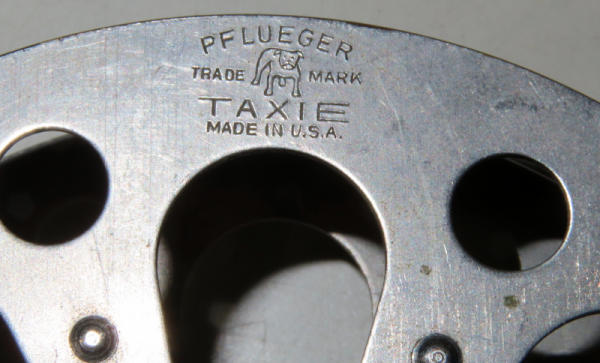 PFLUEGER
TRADE MARK
TAXIE
MADE IN U.S.A.